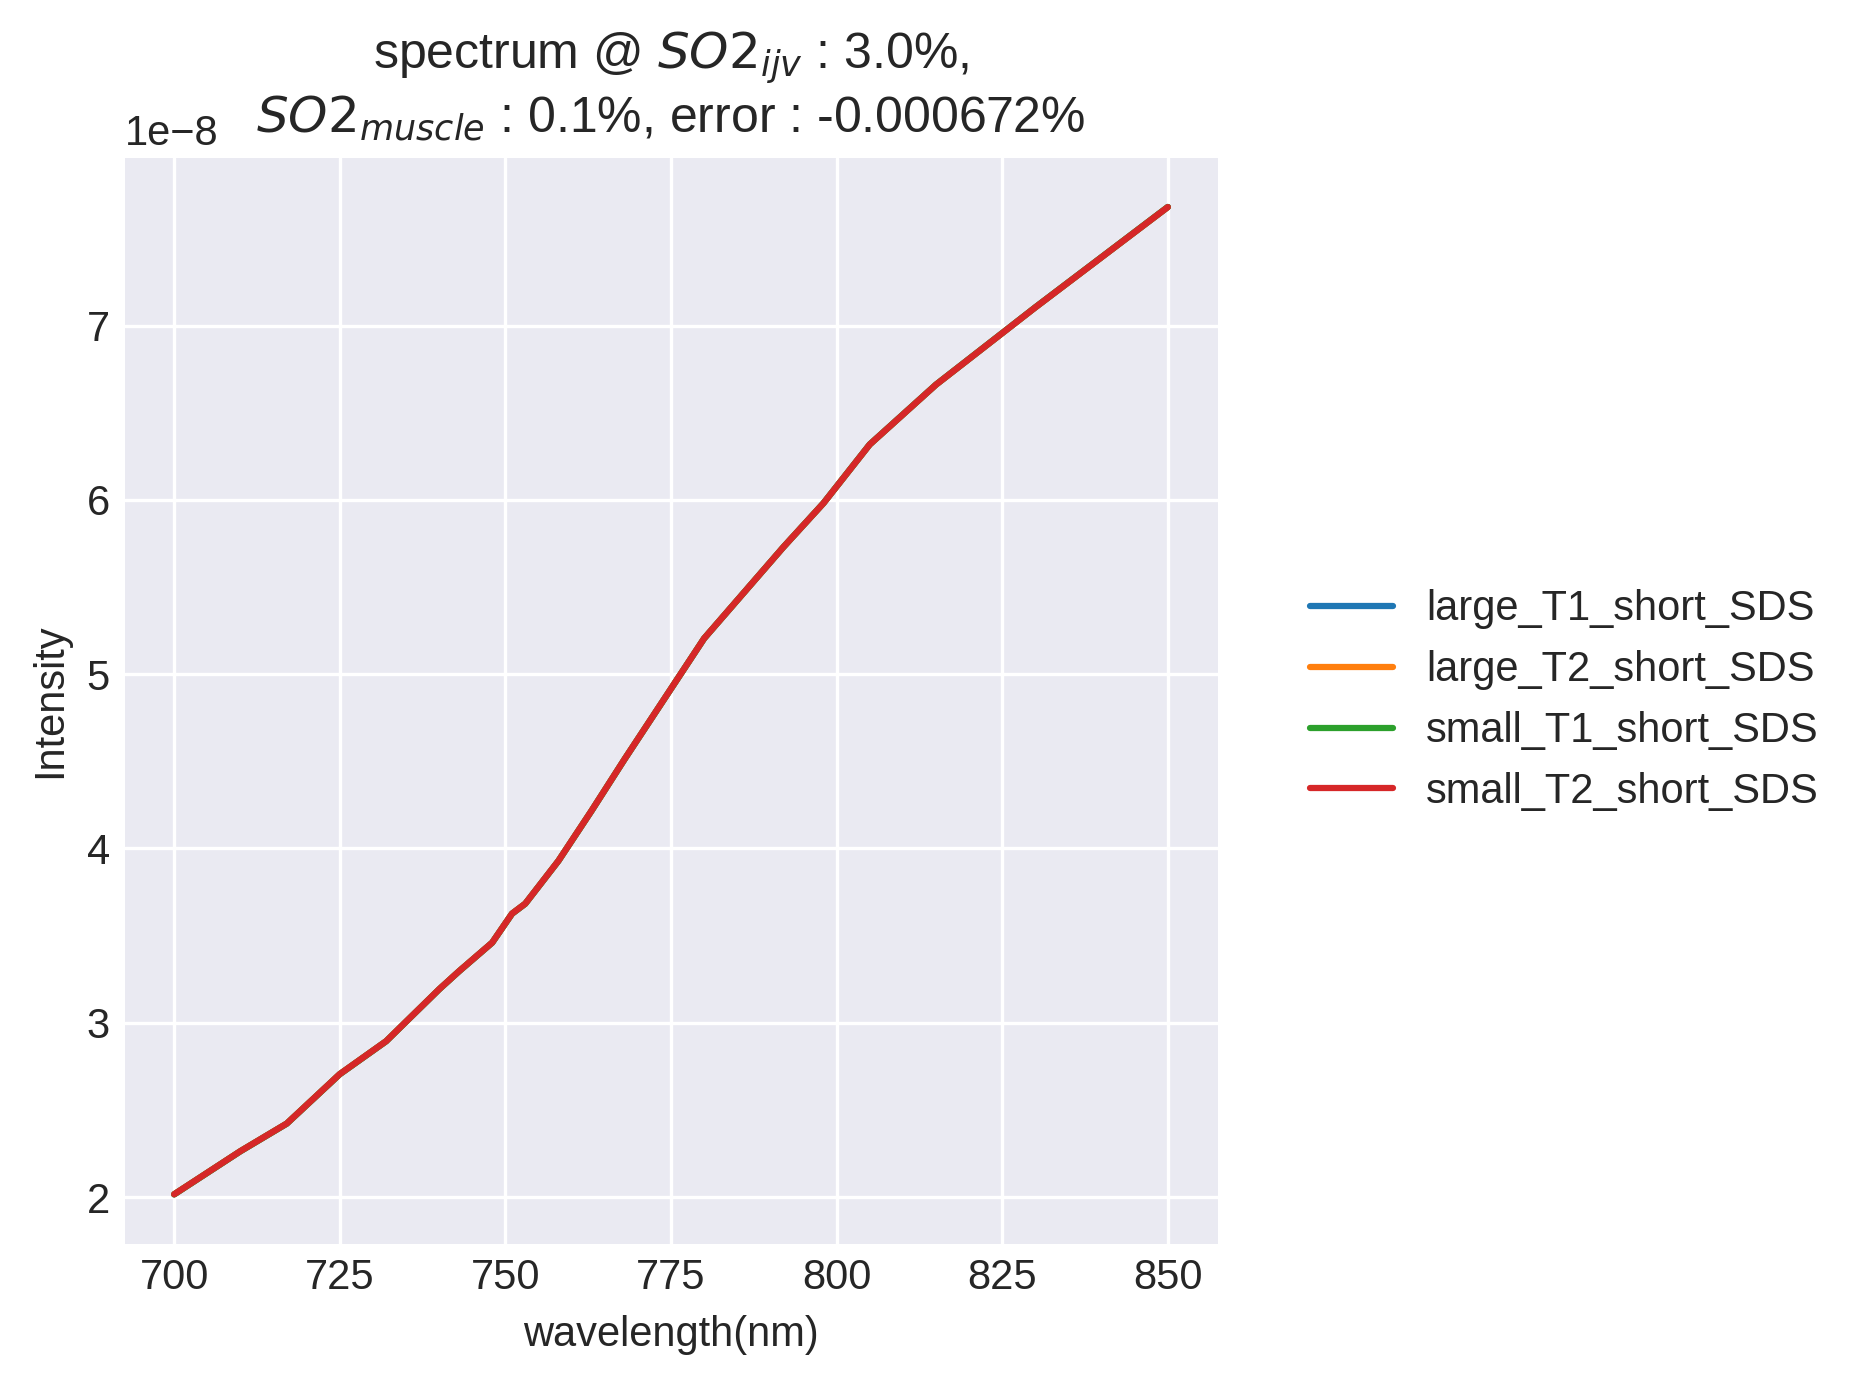 spectrum @ SO2ijv : 3.0%,
SO2muscle : 0.1%, error : -0.000672%
1e−8
7
6
5
4
3
2
Intensity
700 725 750 775 800 825 850
wavelength(nm)
large_T1_short_SDS
large_T2_short_SDS
small_T1_short_SDS
small_T2_short_SDS